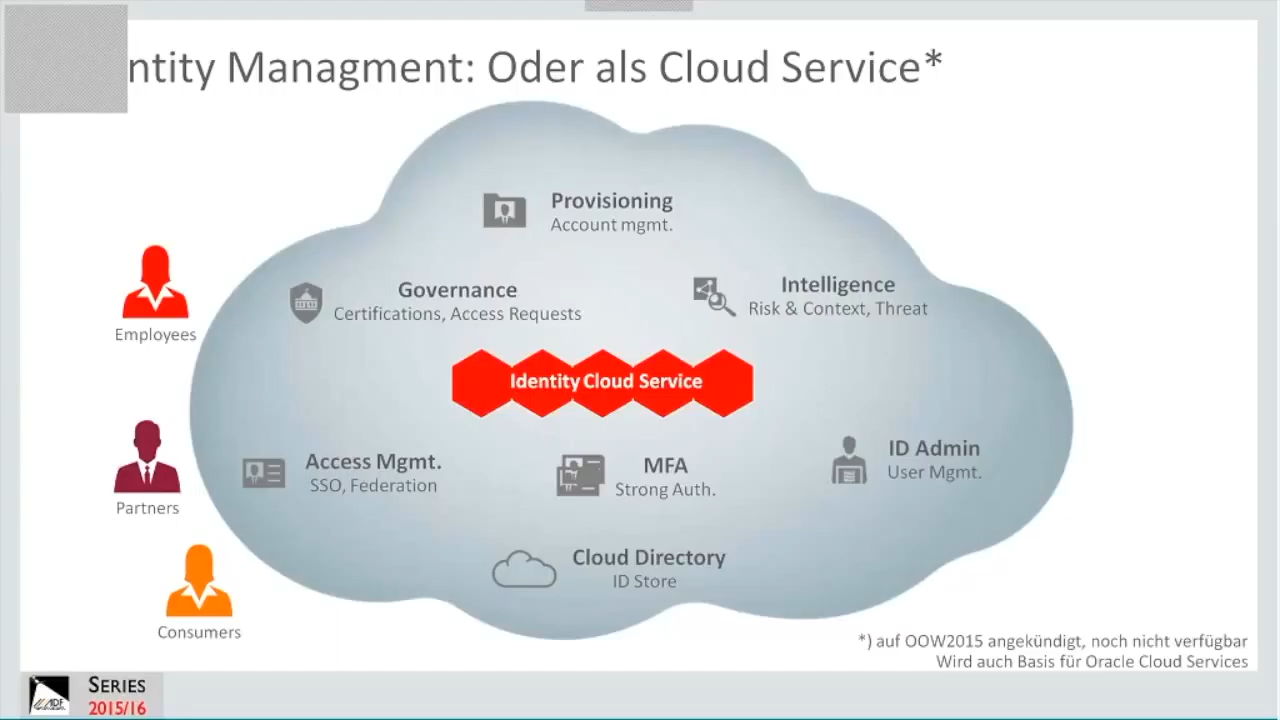 ntity Managment: Oder als Cloud Service*
Provisioning
Account mgmt.
Governance
Certifications, Access Requests
Intelligence
Risk & Context, Threat
Employees
Identity Cloud Service
Access Mgmt.
SSO, Federation
MFA
Strong Auth.
ID Admin
User Mgmt.
Partners
Cloud Directory
ID Store
Consumers
*) auf OOW2015 angekündigt, noch nicht verfügbar
Wird auch Basis für Oracle Cloud Services
SERIES
2015/16